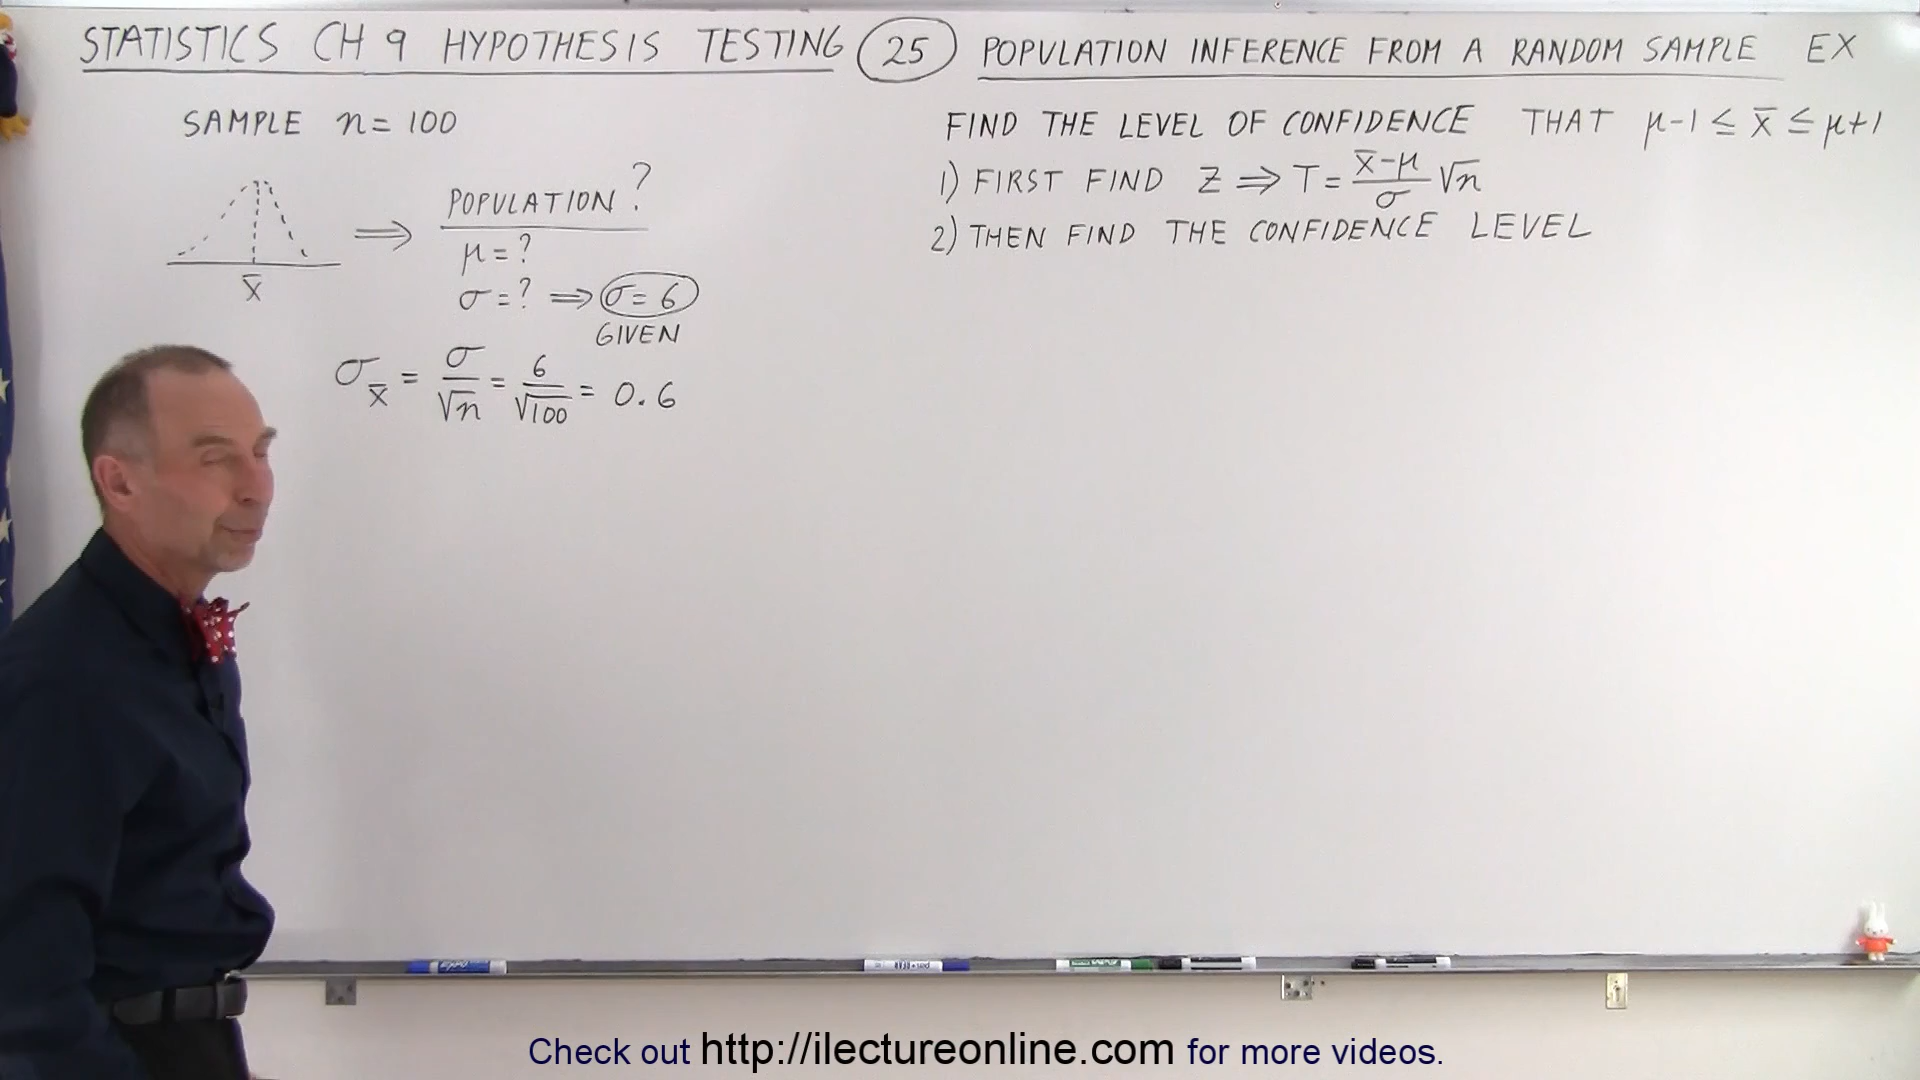 STATISTICS CH 9 HYPOTHESIS TESTING 25 POPULATION INFERENCE FROM A RANDOM SAMPLE EX
SAMPLE n = 100
x̄
⇒
POPULATION ?
μ = ?
σ = ? ⇒ σ = 6
GIVEN
σ_x̄ = σ/√n = 6/√100 = 0.6
FIND THE LEVEL OF CONFIDENCE THAT μ-1 ≤ x̄ ≤ μ+1
1) FIRST FIND Z ⇒ T = (x̄-μ)/σ √n
2) THEN FIND THE CONFIDENCE LEVEL
EXPO
Check out http://ilectureonline.com for more videos.